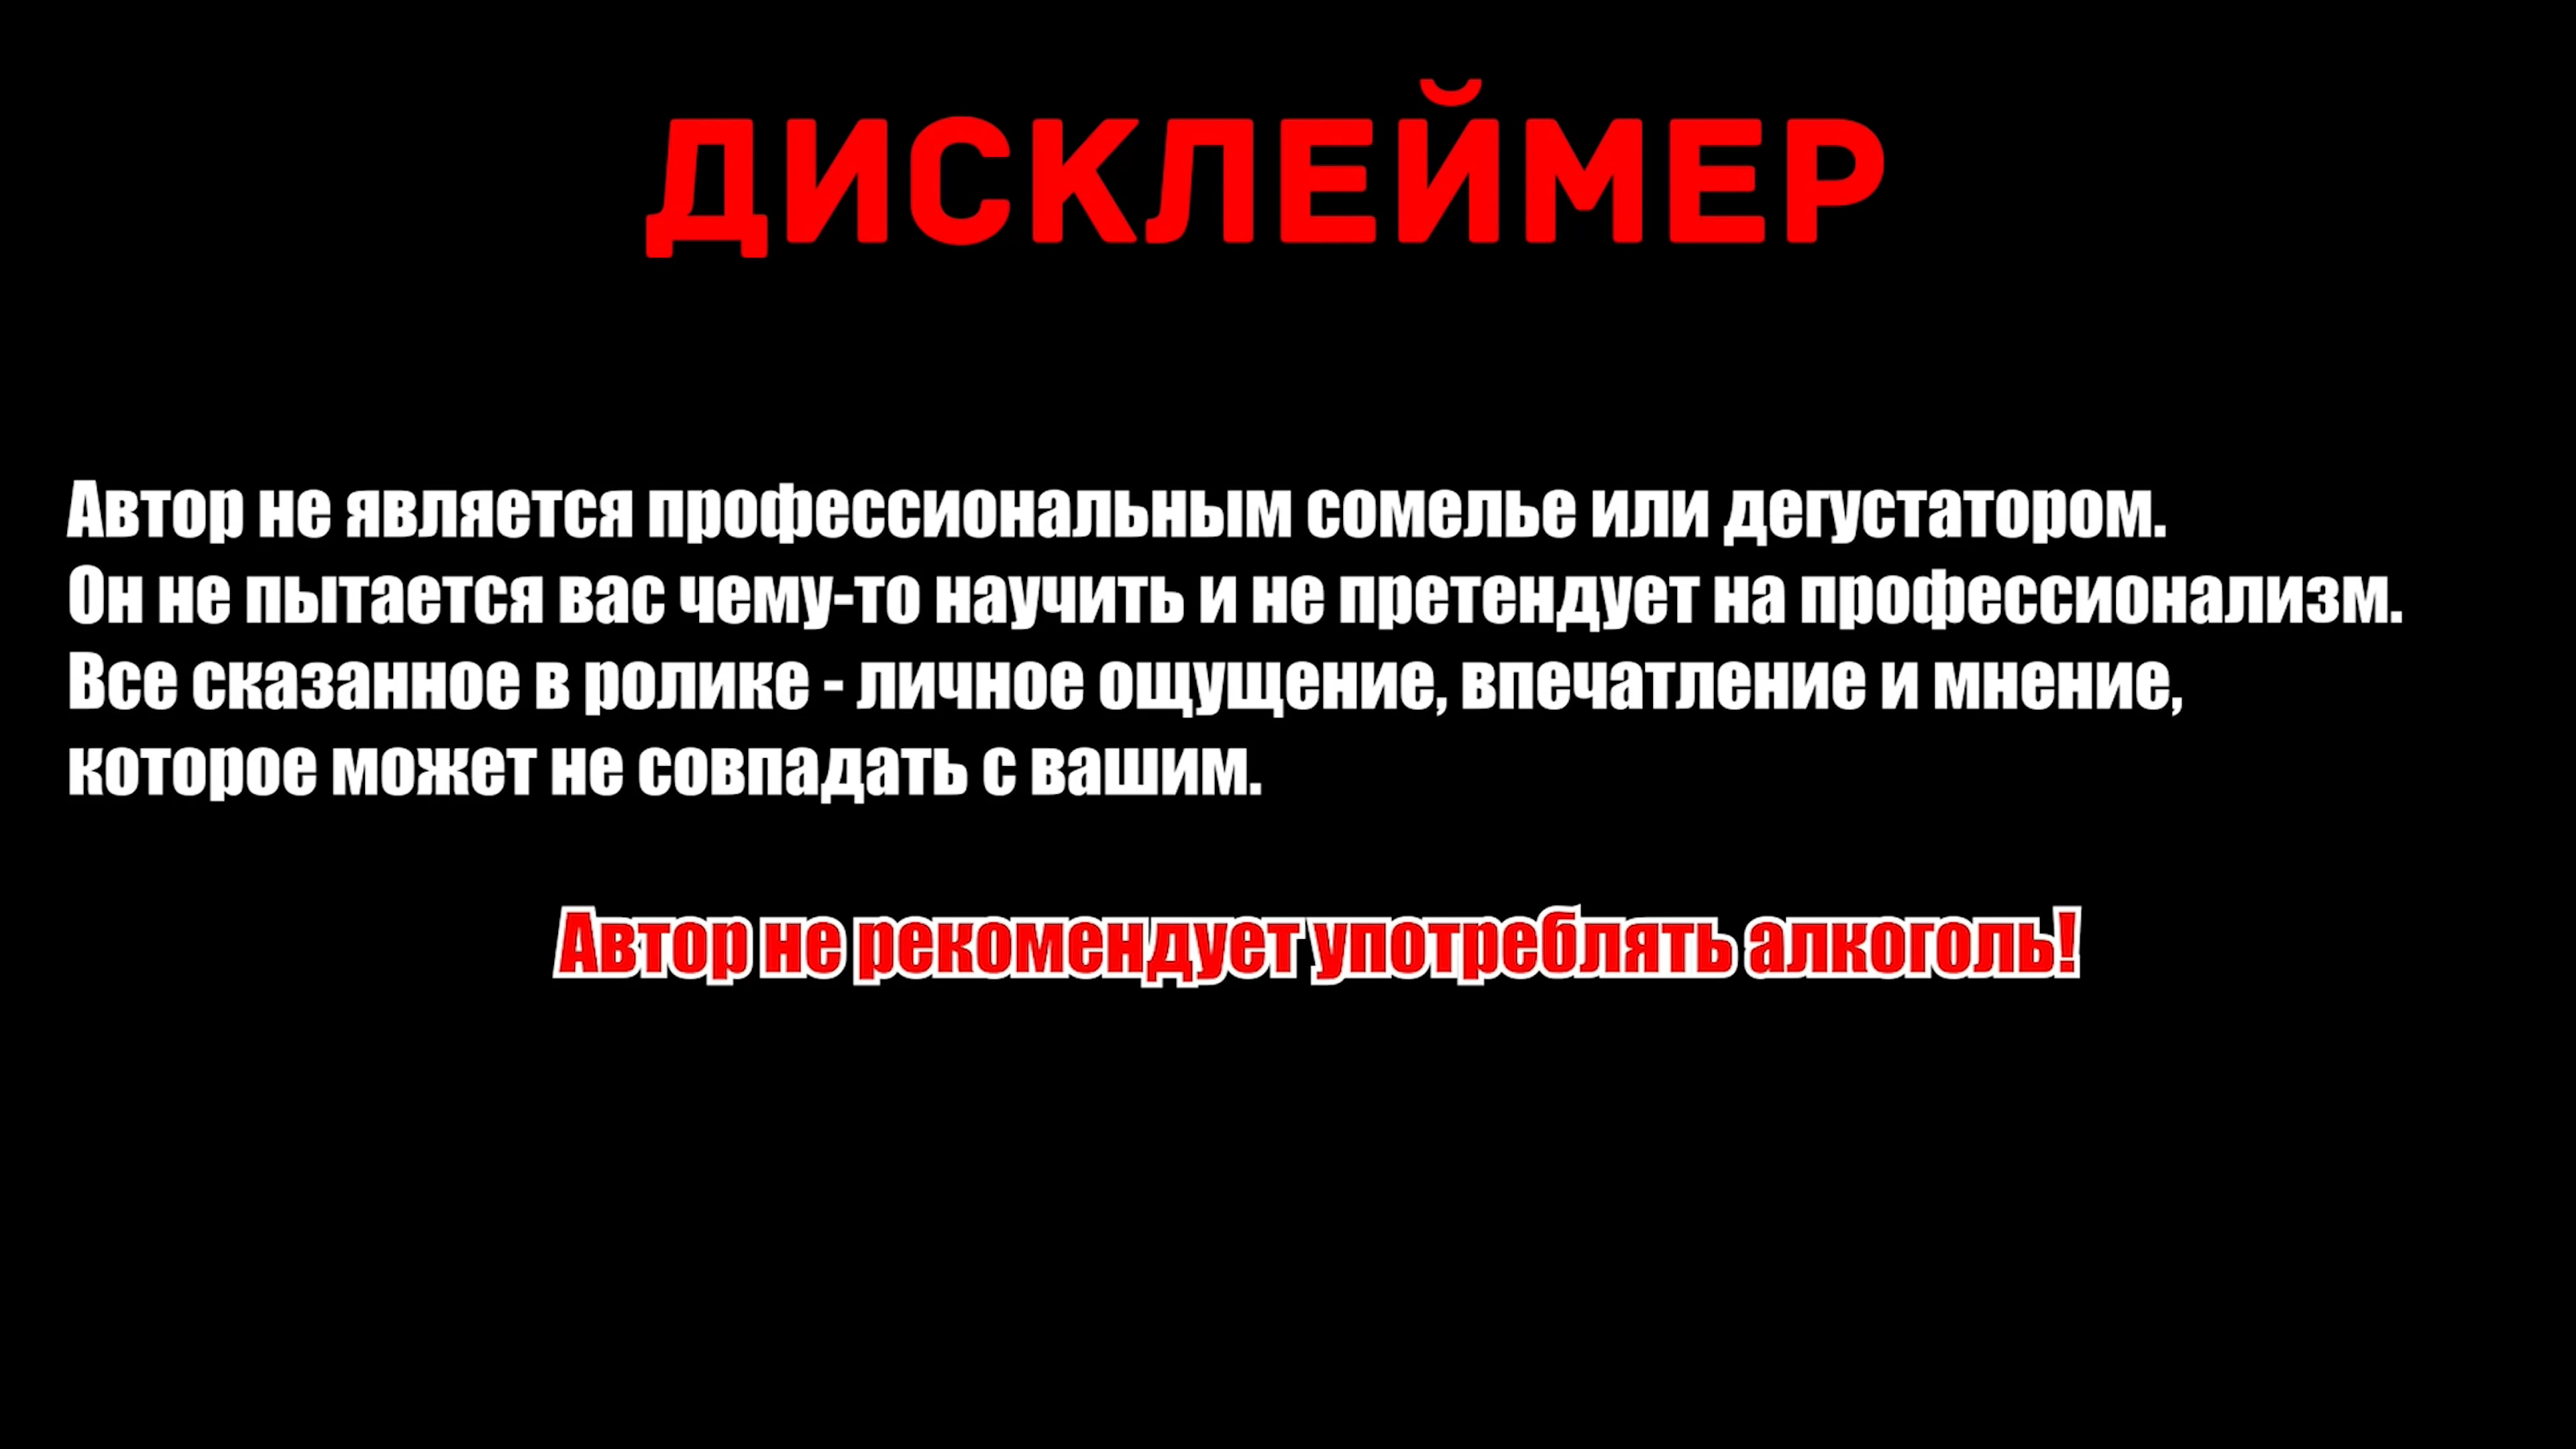 ДИСКЛЕЙМЕР
Автор не является профессиональным сомелье или дегустатором.
Он не пытается вас чему-то научить и не претендует на профессионализм.
Все сказанное в ролике - личное ощущение, впечатление и мнение,
которое может не совпадать с вашим.
Автор не рекомендует употреблять алкоголь!